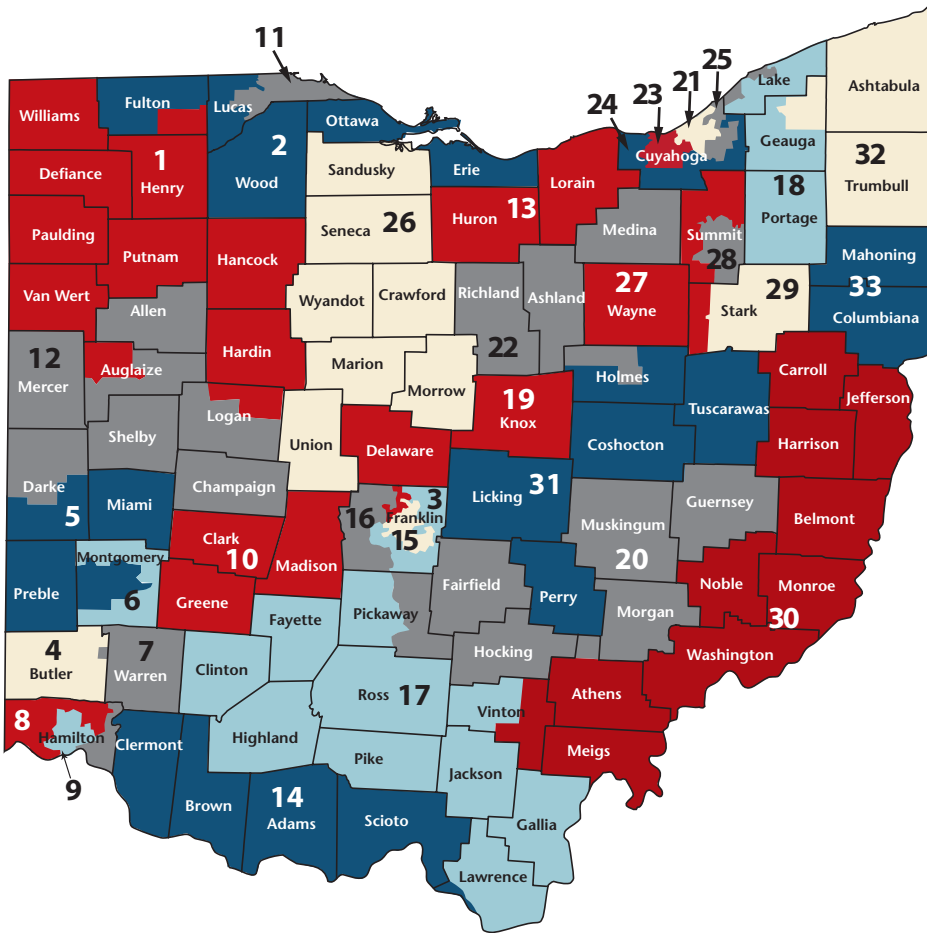 11
25
21
Lake
23
24
Ashtabula
Williams
Fulton
Lucas
Ottawa
2
Geauga
Cuyahoga
1
Henry
Defiance
Wood
Sandusky
Erie
Lorain
32
Trumbull
18
Portage
Paulding
Seneca
26
Huron
13
Medina
Summit
28
Putnam
Hancock
Mahoning
33
Columbiana
Van Wert
Allen
Wyandot
Crawford
Richland
Ashland
27
Wayne
29
Stark
12
Mercer
Auglaize
Hardin
Marion
22
Holmes
Carroll
Morrow
19
Knox
Tuscarawas
Jefferson
Shelby
Logan
Union
Delaware
Coshocton
Harrison
Darke
5
Miami
Champaign
Licking
31
Guernsey
Belmont
16
3
Franklin
15
Muskingum
20
Clark
10
Madison
Montgomery
6
Preble
Greene
Fairfield
Perry
Noble
Monroe
30
Fayette
Pickaway
Morgan
4
Butler
7
Warren
Clinton
Hocking
Washington
Ross
17
Vinton
Athens
8
Hamilton
9
Clermont
Highland
Pike
Jackson
Meigs
Brown
14
Adams
Scioto
Gallia
Lawrence